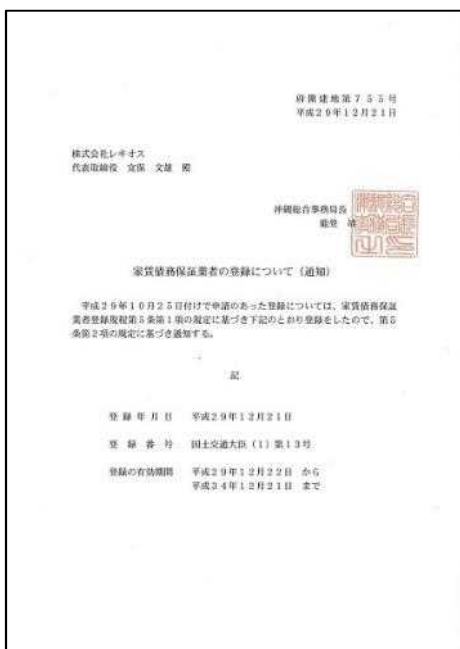 府開建地第755号
平成29年12月21日
株式会社レキオス
代表取締役 宜保 文雄 殿
沖縄総合事務局長
能登 靖
家賃債務保証業者の登録について（通知）
平成29年10月25日付けで申請のあった登録については、家賃債務保証
業者登録規程第5条第1項の規定に基づき下記のとおり登録をしたので、第5
条第2項の規定に基づき通知する。
記
登録年月日 平成29年12月21日
登録番号 国土交通大臣（1）第13号
登録の有効期間 平成29年12月22日 から
平成34年12月21日 まで